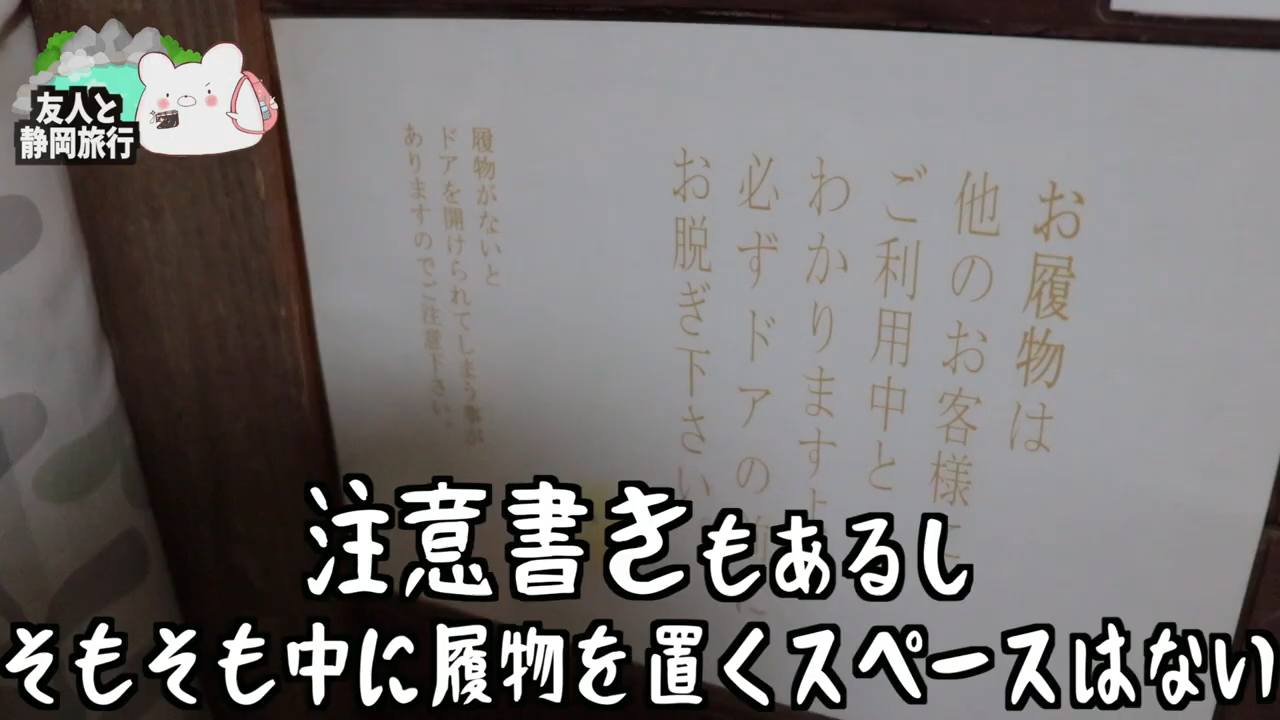 友人と
静岡旅行
お履物は
他のお客様に
ご利用中と
わかりますよ
必ずドアの前に
お脱ぎ下さい
履物がないと
ドアを開けられてしまう事が
ありますのでご注意下さい。
注意書きもあるし
そもそも中に履物を置くスペースはない